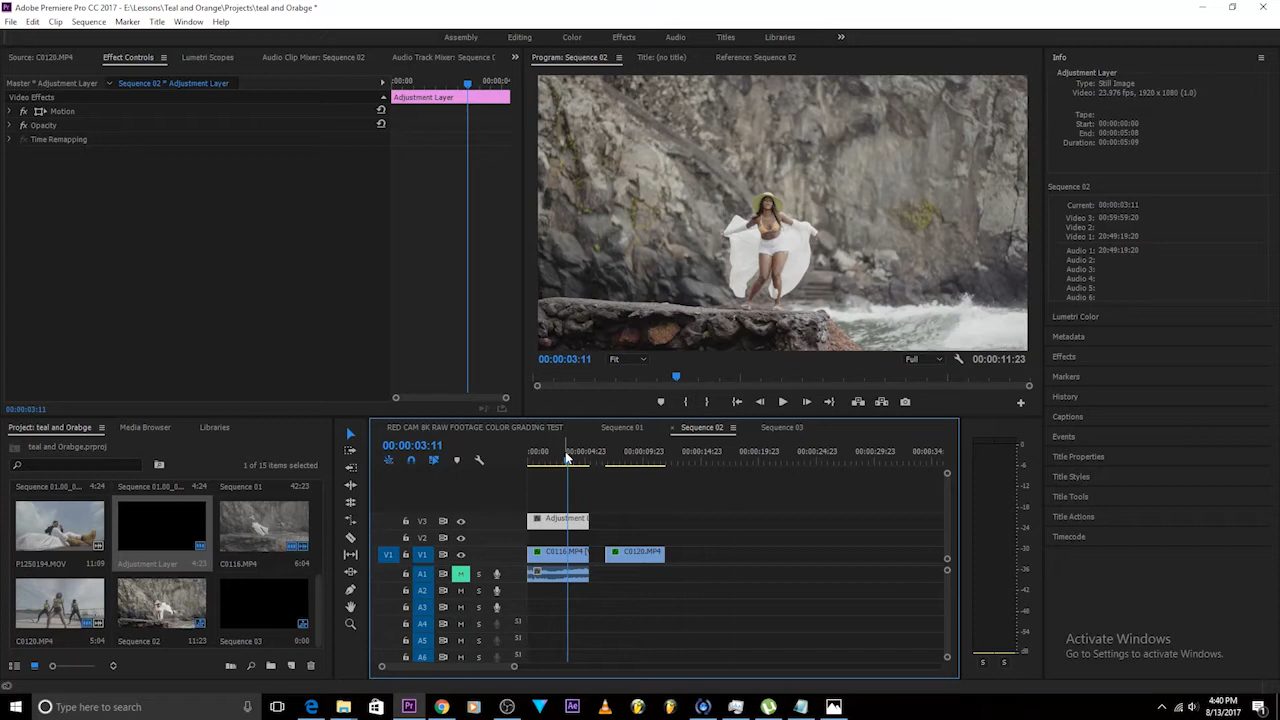 Adobe Premiere Pro CC 2017 - E:\Lessons\Teal and Orange\Projects\teal and Orabge *
File Edit Clip Sequence Marker Title Window Help
Assembly Editing Color Effects Audio Titles Libraries
Source: C0120.MP4 Effect Controls Lumetri Scopes Audio Clip Mixer: Sequence 02 Audio Track Mixer: Sequence (
Program: Sequence 02 Title: (no title) Reference: Sequence 02
Info
Master * Adjustment Layer Sequence 02 * Adjustment Layer
:00:00 00:00:0
Video Effects
Adjustment Layer
fx Motion
fx Opacity
fx Time Remapping
Adjustment Layer
Type: Still Image
Video: 23.976 fps, 1920 x 1080 (1.0)
Tape:
Start: 00:00:00:00
End: 00:00:05:08
Duration: 00:00:05:09
Sequence 02
Current: 00:00:03:11
Video 3: 00:59:59:20
Video 2:
Video 1: 20:49:19:20
Audio 1: 20:49:19:20
Audio 2:
Audio 3:
Audio 4:
Audio 5:
Audio 6:
Lumetri Color
Metadata
Effects
Markers
History
Captions
Events
Title Properties
Title Styles
Title Tools
Title Actions
Timecode
00:00:03:11 Fit Full 00:00:11:23
00:00:03:11
Project: teal and Orabge Media Browser Libraries
teal and Orabge.prproj
1 of 15 items selected
Sequence 01.00_0... 4:24 Sequence 01.00_0... 4:24 Sequence 01 42:23
P1250194.MOV 11:09 Adjustment Layer 4:23 C0116.MP4 5:04
C0120.MP4 5:04 Sequence 02 11:23 Sequence 03 0:00
RED CAM 8K RAW FOOTAGE COLOR GRADING TEST Sequence 01 Sequence 02 Sequence 03
00:00:03:11
:00:00 00:00:04:23 00:00:09:23 00:00:14:23 00:00:19:23 00:00:24:23 00:00:29:23 00:00:34:
V3 Adjustment
V2
V1 V1 C0116.MP4 [V C0120.MP4
A1 M S
A2 M S
A3 M S
A4 M S
A5 M S
A6 M S
0
-6
-12
-18
-24
-30
-36
-42
-48
-54
dB
S S
Activate Windows
Go to Settings to activate Windows.
Type here to search
4:40 PM
8/13/2017